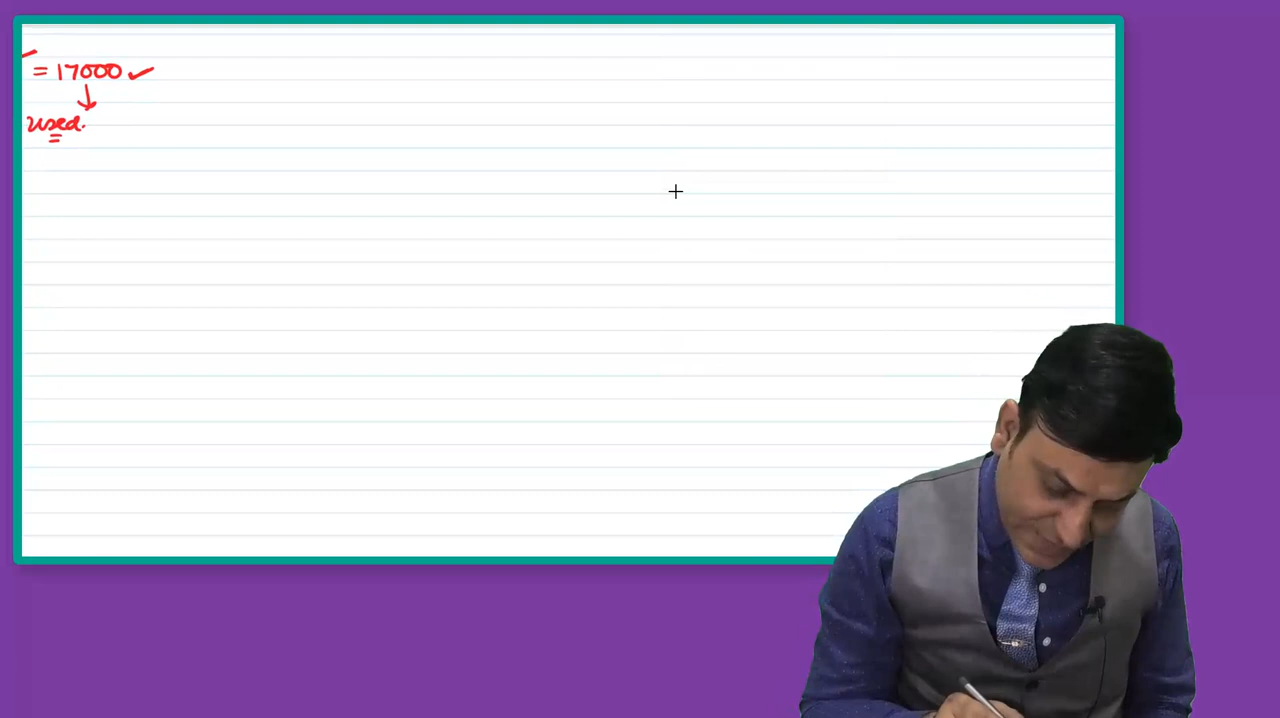 = 17000 ✓
↓
used.